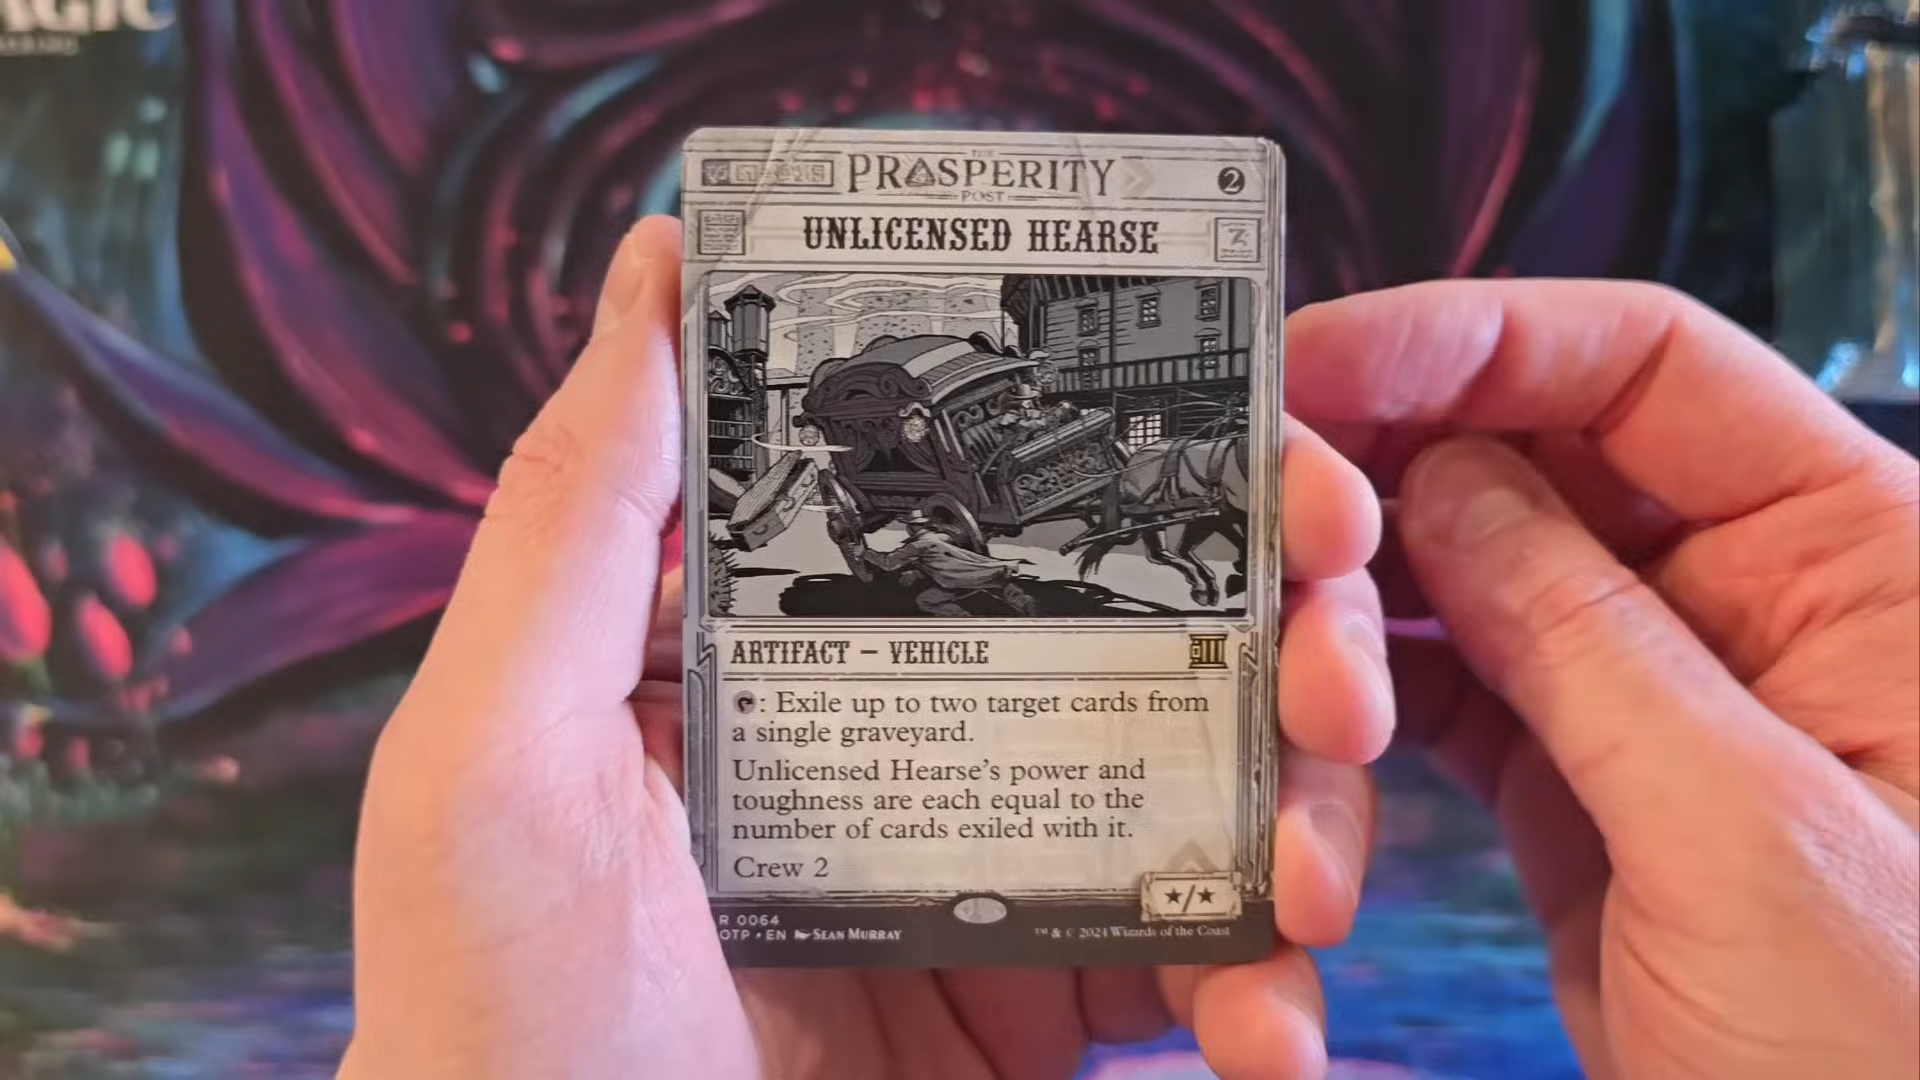 THE
PROSPERITY
POST
2
UNLICENSED HEARSE
ARTIFACT – VEHICLE
: Exile up to two target cards from
a single graveyard.
Unlicensed Hearse's power and
toughness are each equal to the
number of cards exiled with it.
Crew 2
★/★
R 0064
OTP • EN SEAN MURRAY
™ & © 2024 Wizards of the Coast